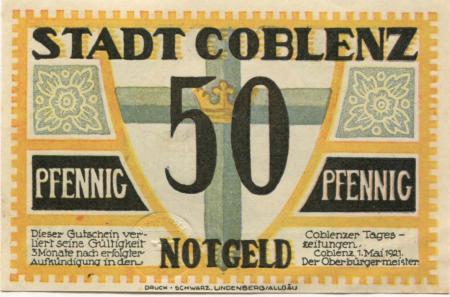 STADT COBLENZ
50
PFENNIG PFENNIG
NOTGELD
Dieser Gutschein ver-
liert seine Gültigkeit
3 Monate nach erfolgter
Aufkündigung in den
Coblenzer Tages-
zeitungen.
Coblenz 1. Mai 1921.
Der Oberbürgermeister
DRUCK · SCHWARZ, LINDENBERG/ALLGÄU